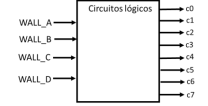 Circuitos lógicos
WALL_A
WALL_B
WALL_C
WALL_D
c0
c1
c2
c3
c4
c5
c6
c7